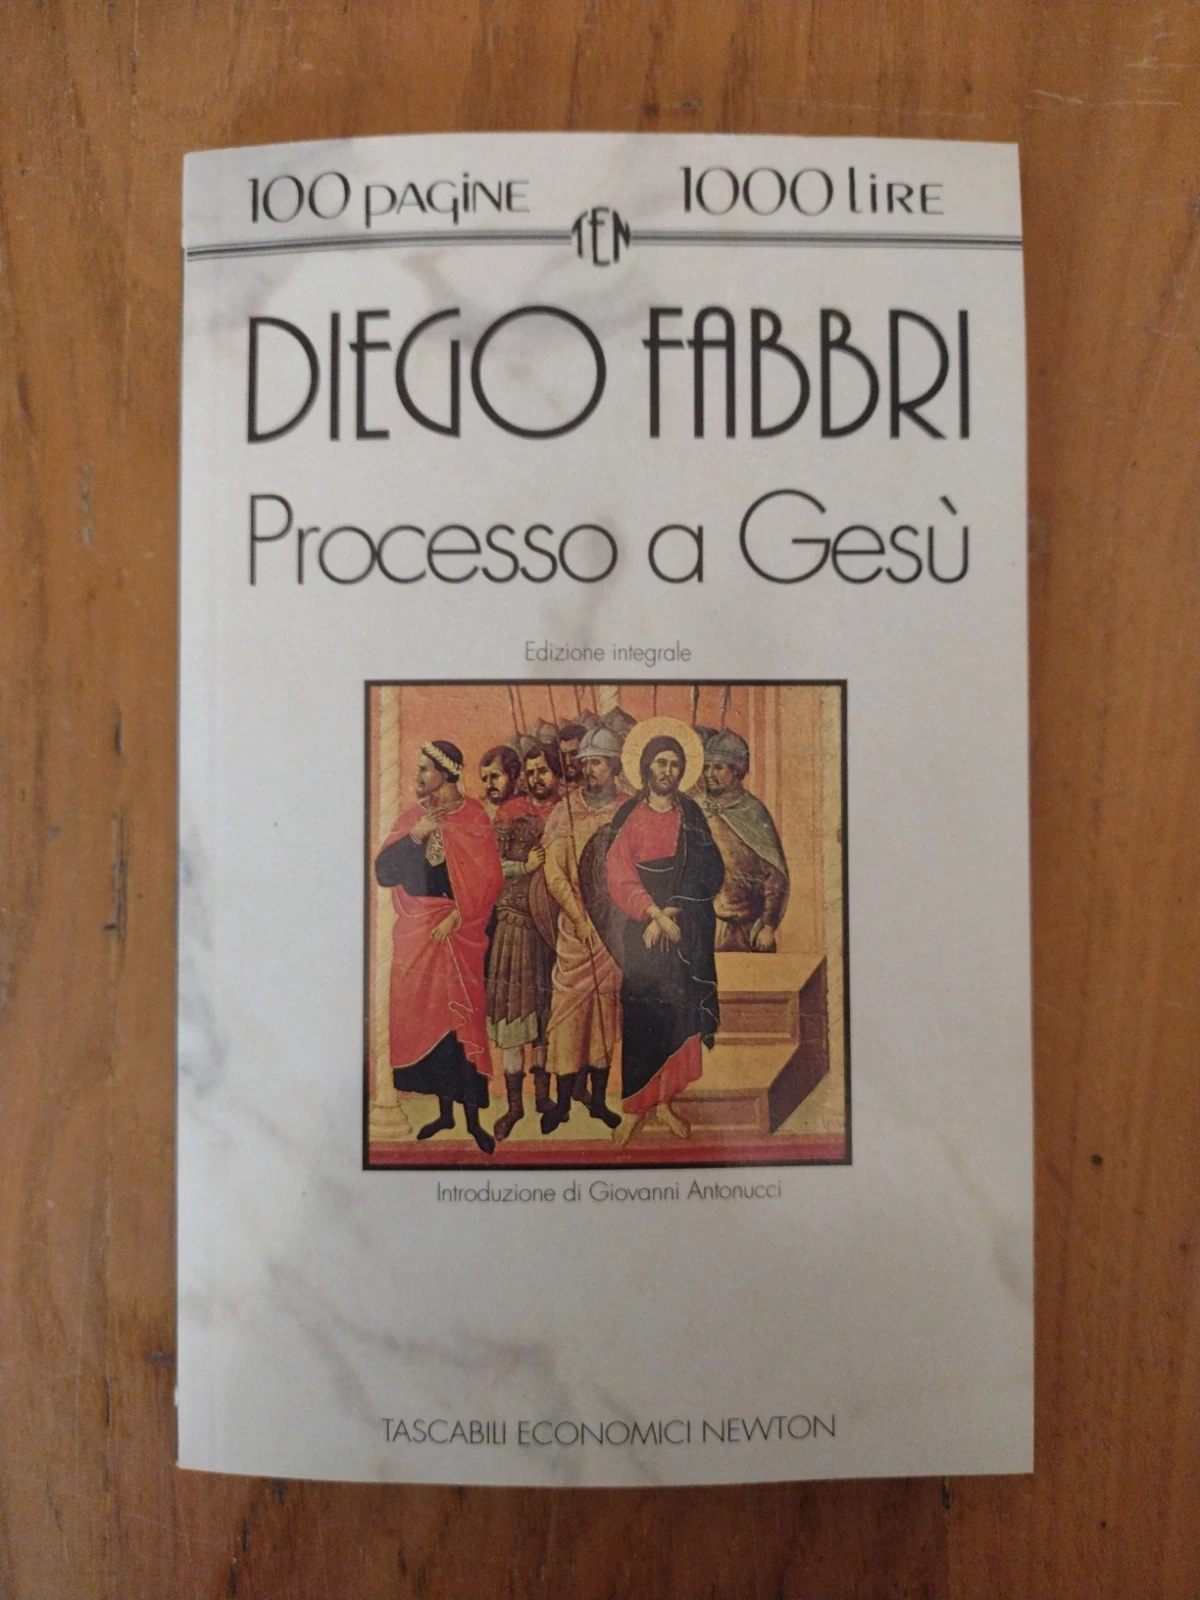 100 pagine 1000 lire
TEN
DIEGO FABBRI
Processo a Gesù
Edizione integrale
Introduzione di Giovanni Antonucci
TASCABILI ECONOMICI NEWTON